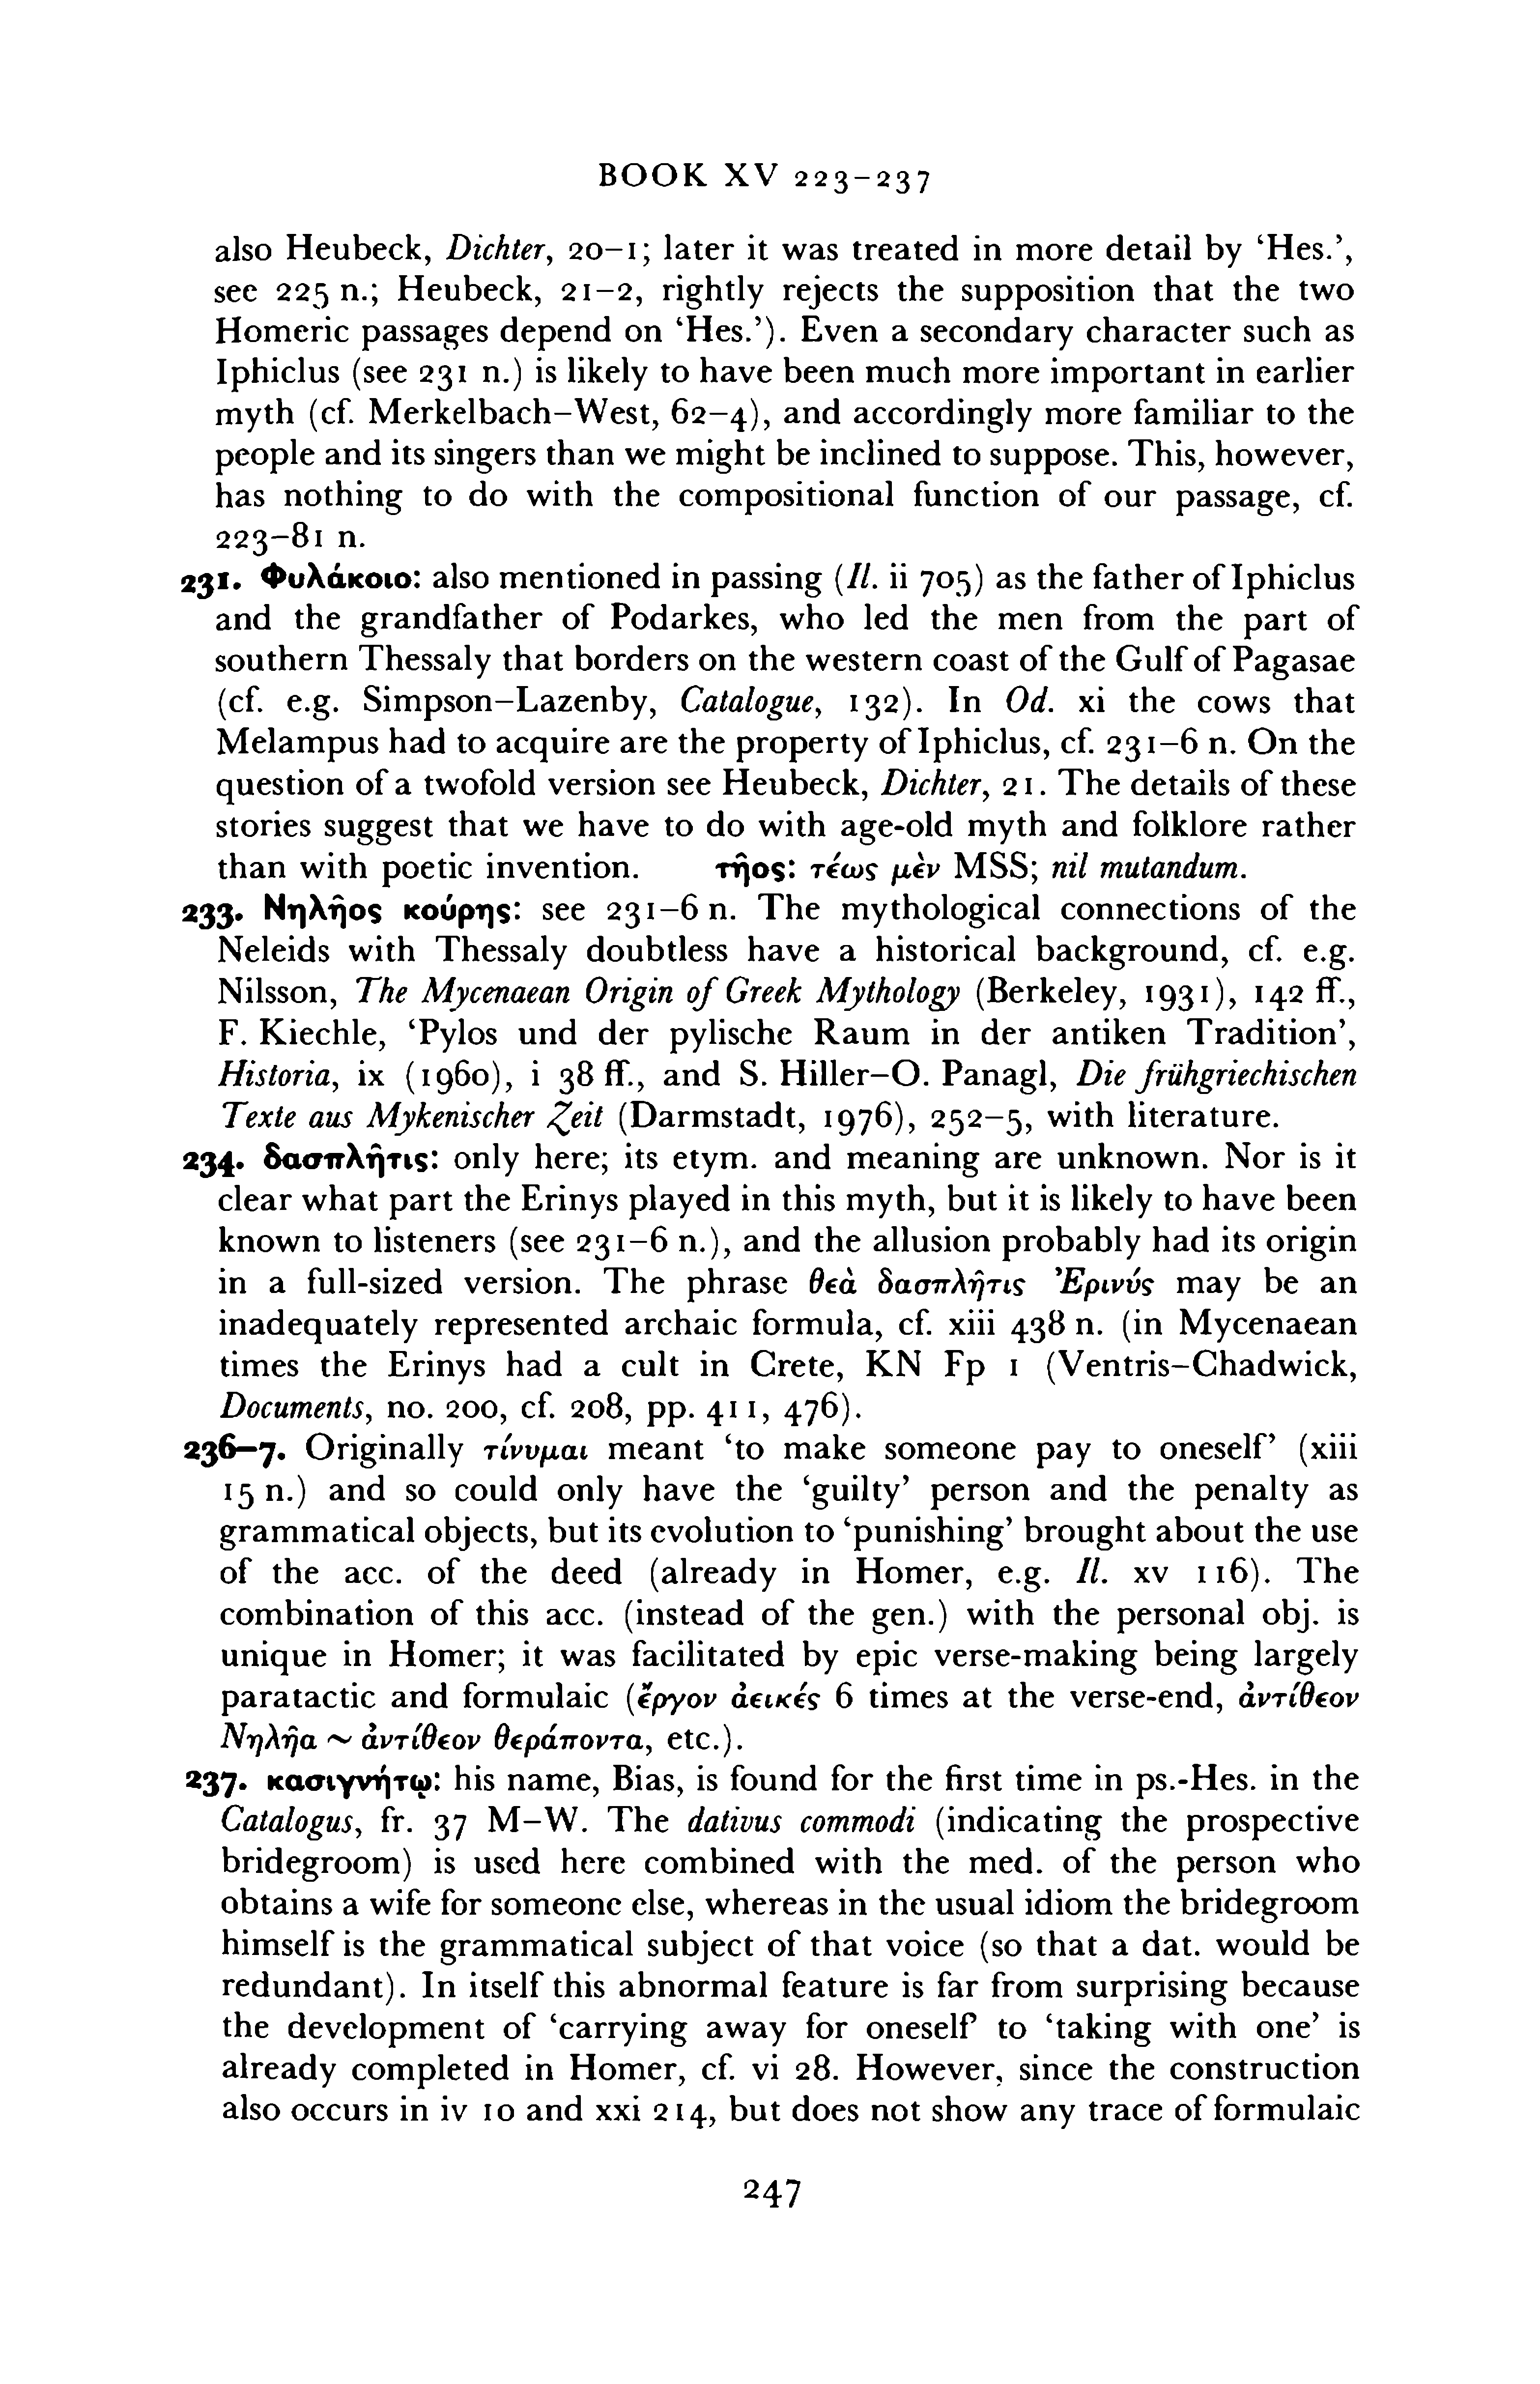 BOOK XV 223–237
also Heubeck, Dichter, 20–1; later it was treated in more detail by ‘Hes.’,
see 225 n.; Heubeck, 21–2, rightly rejects the supposition that the two
Homeric passages depend on ‘Hes.’). Even a secondary character such as
Iphiclus (see 231 n.) is likely to have been much more important in earlier
myth (cf. Merkelbach–West, 62–4), and accordingly more familiar to the
people and its singers than we might be inclined to suppose. This, however,
has nothing to do with the compositional function of our passage, cf.
223–81 n.
231. Φυλάκοιο: also mentioned in passing (Il. ii 705) as the father of Iphiclus
and the grandfather of Podarkes, who led the men from the part of
southern Thessaly that borders on the western coast of the Gulf of Pagasae
(cf. e.g. Simpson–Lazenby, Catalogue, 132). In Od. xi the cows that
Melampus had to acquire are the property of Iphiclus, cf. 231–6 n. On the
question of a twofold version see Heubeck, Dichter, 21. The details of these
stories suggest that we have to do with age-old myth and folklore rather
than with poetic invention. τῆος: τέως μὲν MSS; nil mutandum.
233. Νηλῆος κούρης: see 231–6 n. The mythological connections of the
Neleids with Thessaly doubtless have a historical background, cf. e.g.
Nilsson, The Mycenaean Origin of Greek Mythology (Berkeley, 1931), 142 ff.,
F. Kiechle, ‘Pylos und der pylische Raum in der antiken Tradition’,
Historia, ix (1960), i 38 ff., and S. Hiller–O. Panagl, Die frühgriechischen
Texte aus Mykenischer Zeit (Darmstadt, 1976), 252–5, with literature.
234. δασπλῆτις: only here; its etym. and meaning are unknown. Nor is it
clear what part the Erinys played in this myth, but it is likely to have been
known to listeners (see 231–6 n.), and the allusion probably had its origin
in a full-sized version. The phrase θεὰ δασπλῆτις Ἐρινύς may be an
inadequately represented archaic formula, cf. xiii 438 n. (in Mycenaean
times the Erinys had a cult in Crete, KN Fp 1 (Ventris–Chadwick,
Documents, no. 200, cf. 208, pp. 411, 476).
236–7. Originally τίνυμαι meant ‘to make someone pay to oneself’ (xiii
15 n.) and so could only have the ‘guilty’ person and the penalty as
grammatical objects, but its evolution to ‘punishing’ brought about the use
of the acc. of the deed (already in Homer, e.g. Il. xv 116). The
combination of this acc. (instead of the gen.) with the personal obj. is
unique in Homer; it was facilitated by epic verse-making being largely
paratactic and formulaic (ἔργον ἀεικές 6 times at the verse-end, ἀντίθεον
Νηλῆα ~ ἀντίθεον θεράποντα, etc.).
237. κασιγνήτῳ: his name, Bias, is found for the first time in ps.-Hes. in the
Catalogus, fr. 37 M–W. The dativus commodi (indicating the prospective
bridegroom) is used here combined with the med. of the person who
obtains a wife for someone else, whereas in the usual idiom the bridegroom
himself is the grammatical subject of that voice (so that a dat. would be
redundant). In itself this abnormal feature is far from surprising because
the development of ‘carrying away for oneself’ to ‘taking with one’ is
already completed in Homer, cf. vi 28. However, since the construction
also occurs in iv 10 and xxi 214, but does not show any trace of formulaic
247